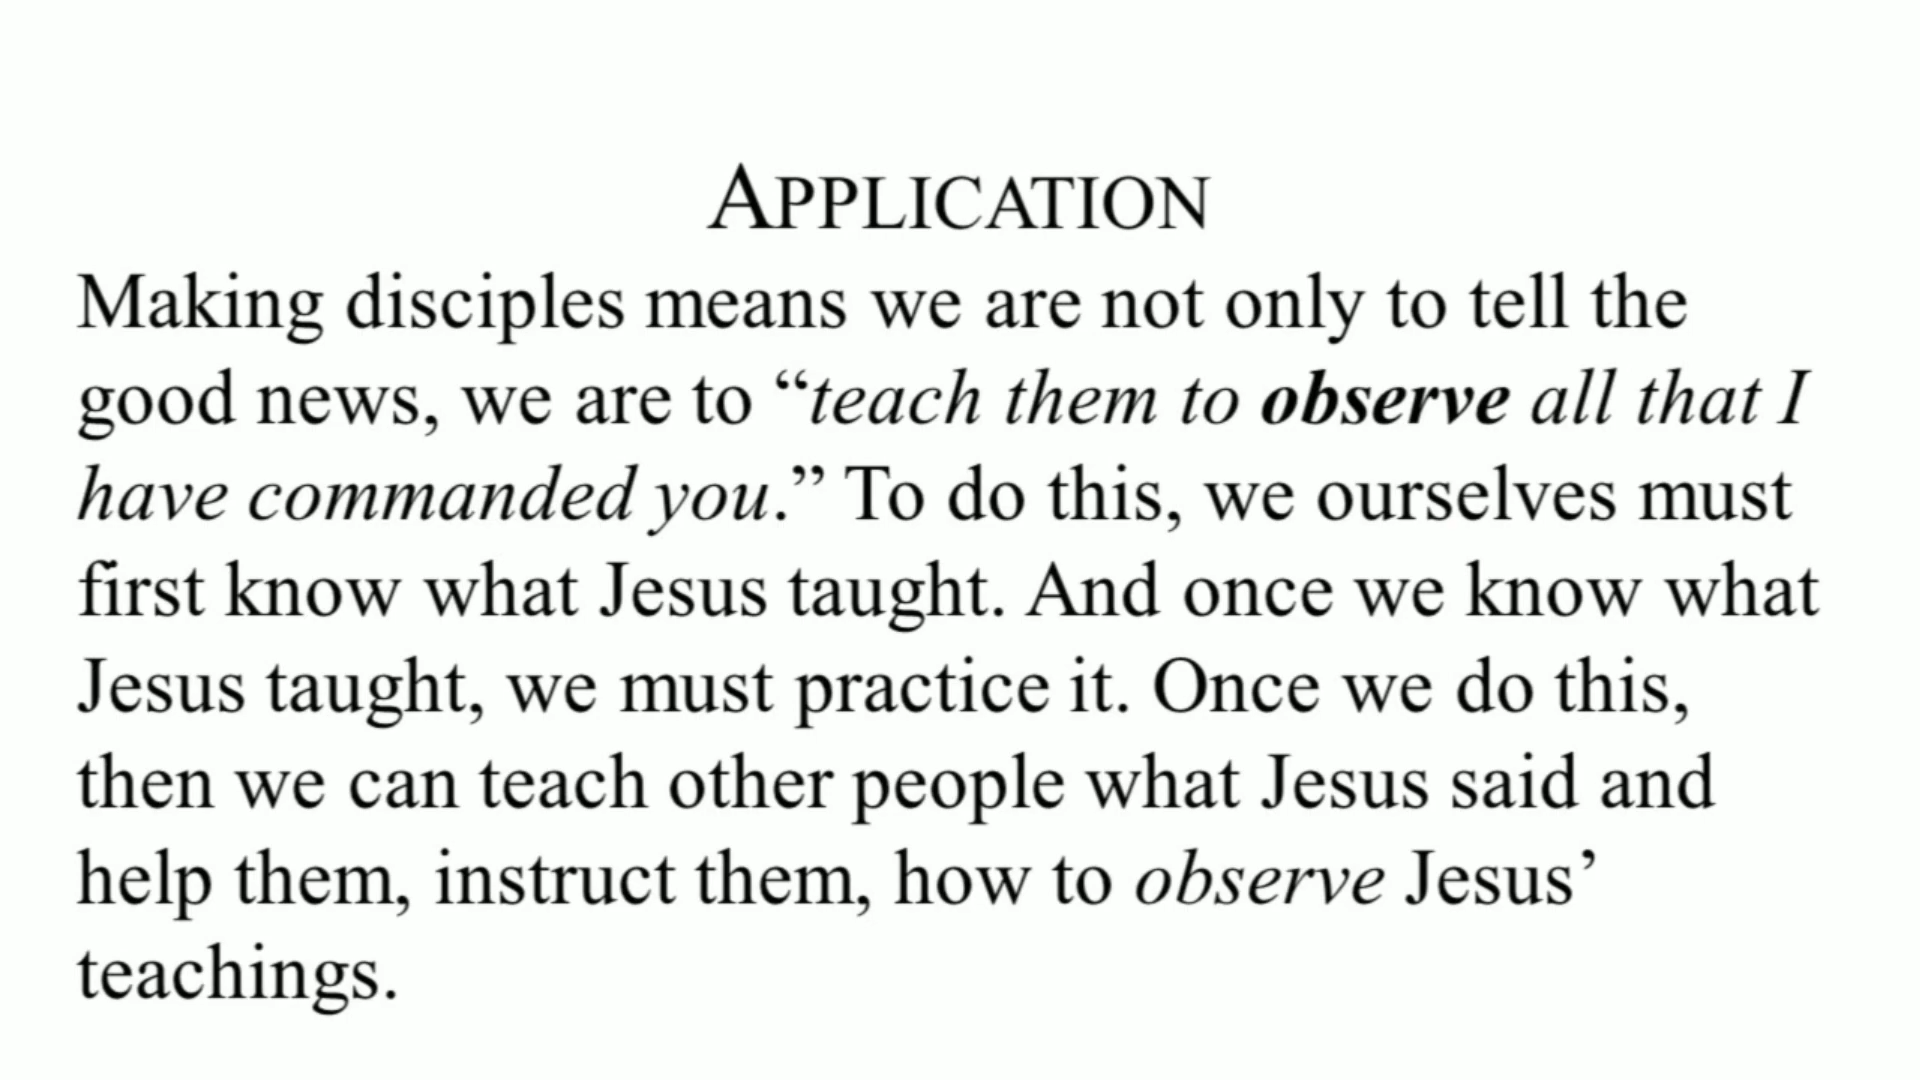 APPLICATION
Making disciples means we are not only to tell the
good news, we are to “teach them to observe all that I
have commanded you.” To do this, we ourselves must
first know what Jesus taught. And once we know what
Jesus taught, we must practice it. Once we do this,
then we can teach other people what Jesus said and
help them, instruct them, how to observe Jesus’
teachings.